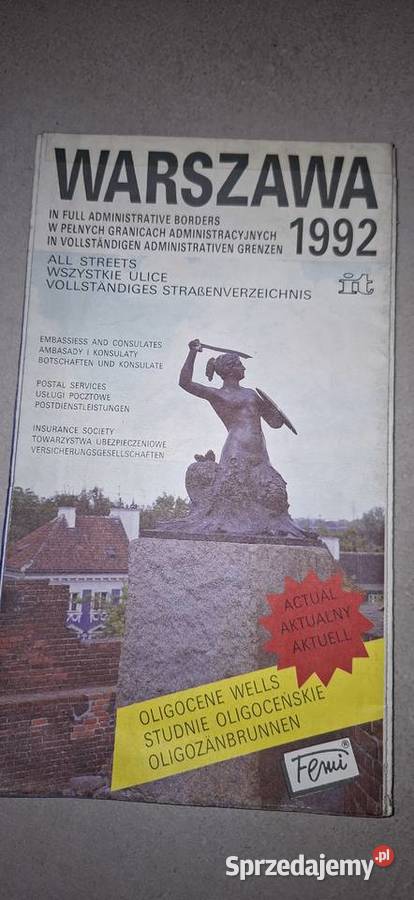 WARSZAWA
IN FULL ADMINISTRATIVE BORDERS
W PEŁNYCH GRANICACH ADMINISTRACYJNYCH
IN VOLLSTÄNDIGEN ADMINISTRATIVEN GRENZEN
1992
ALL STREETS
WSZYSTKIE ULICE
VOLLSTÄNDIGES STRAßENVERZEICHNIS
it
EMBASSIESS AND CONSULATES
AMBASADY I KONSULATY
BOTSCHAFTEN UND KONSULATE
POSTAL SERVICES
USŁUGI POCZTOWE
POSTDIENSTLEISTUNGEN
INSURANCE SOCIETY
TOWARZYSTWA UBEZPIECZENIOWE
VERSICHERUNGSGESELLSCHAFTEN
ACTUAL
AKTUALNY
AKTUELL
OLIGOCENE WELLS
STUDNIE OLIGOCEŃSKIE
OLIGOZÄNBRUNNEN
Femi®
Sprzedajemy.pl